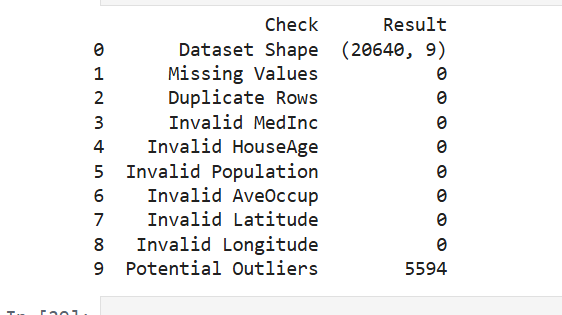 Check Result
0 Dataset Shape (20640, 9)
1 Missing Values 0
2 Duplicate Rows 0
3 Invalid MedInc 0
4 Invalid HouseAge 0
5 Invalid Population 0
6 Invalid AveOccup 0
7 Invalid Latitude 0
8 Invalid Longitude 0
9 Potential Outliers 5594